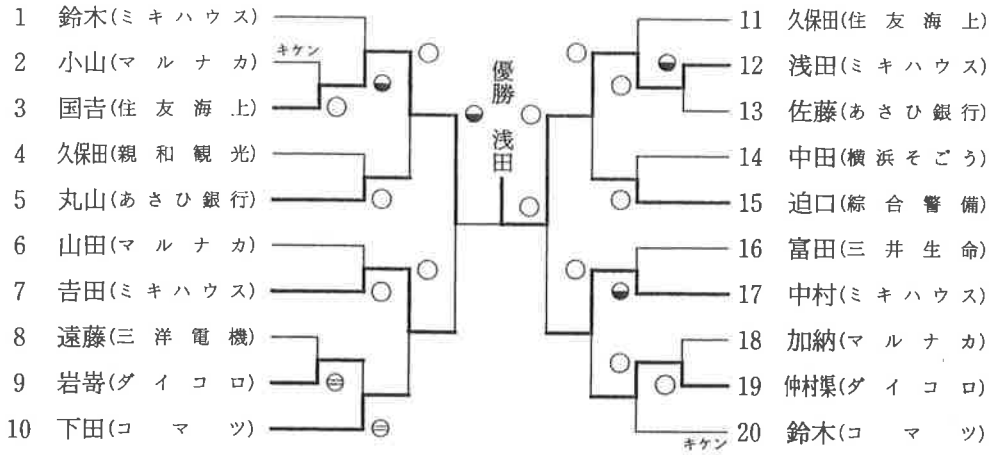 1 鈴木(ミキハウス)
キケン
2 小山(マルナカ)
3 国吉(住友海上)
4 久保田(親和観光)
5 丸山(あさひ銀行)
6 山田(マルナカ)
7 吉田(ミキハウス)
8 遠藤(三洋電機)
9 岩嵜(ダイコロ)
10 下田(コマツ)
優勝 浅田
11 久保田(住友海上)
12 浅田(ミキハウス)
13 佐藤(あさひ銀行)
14 中田(横浜そごう)
15 迫口(綜合警備)
16 富田(三井生命)
17 中村(ミキハウス)
18 加納(マルナカ)
19 仲村渠(ダイコロ)
キケン
20 鈴木(コマツ)